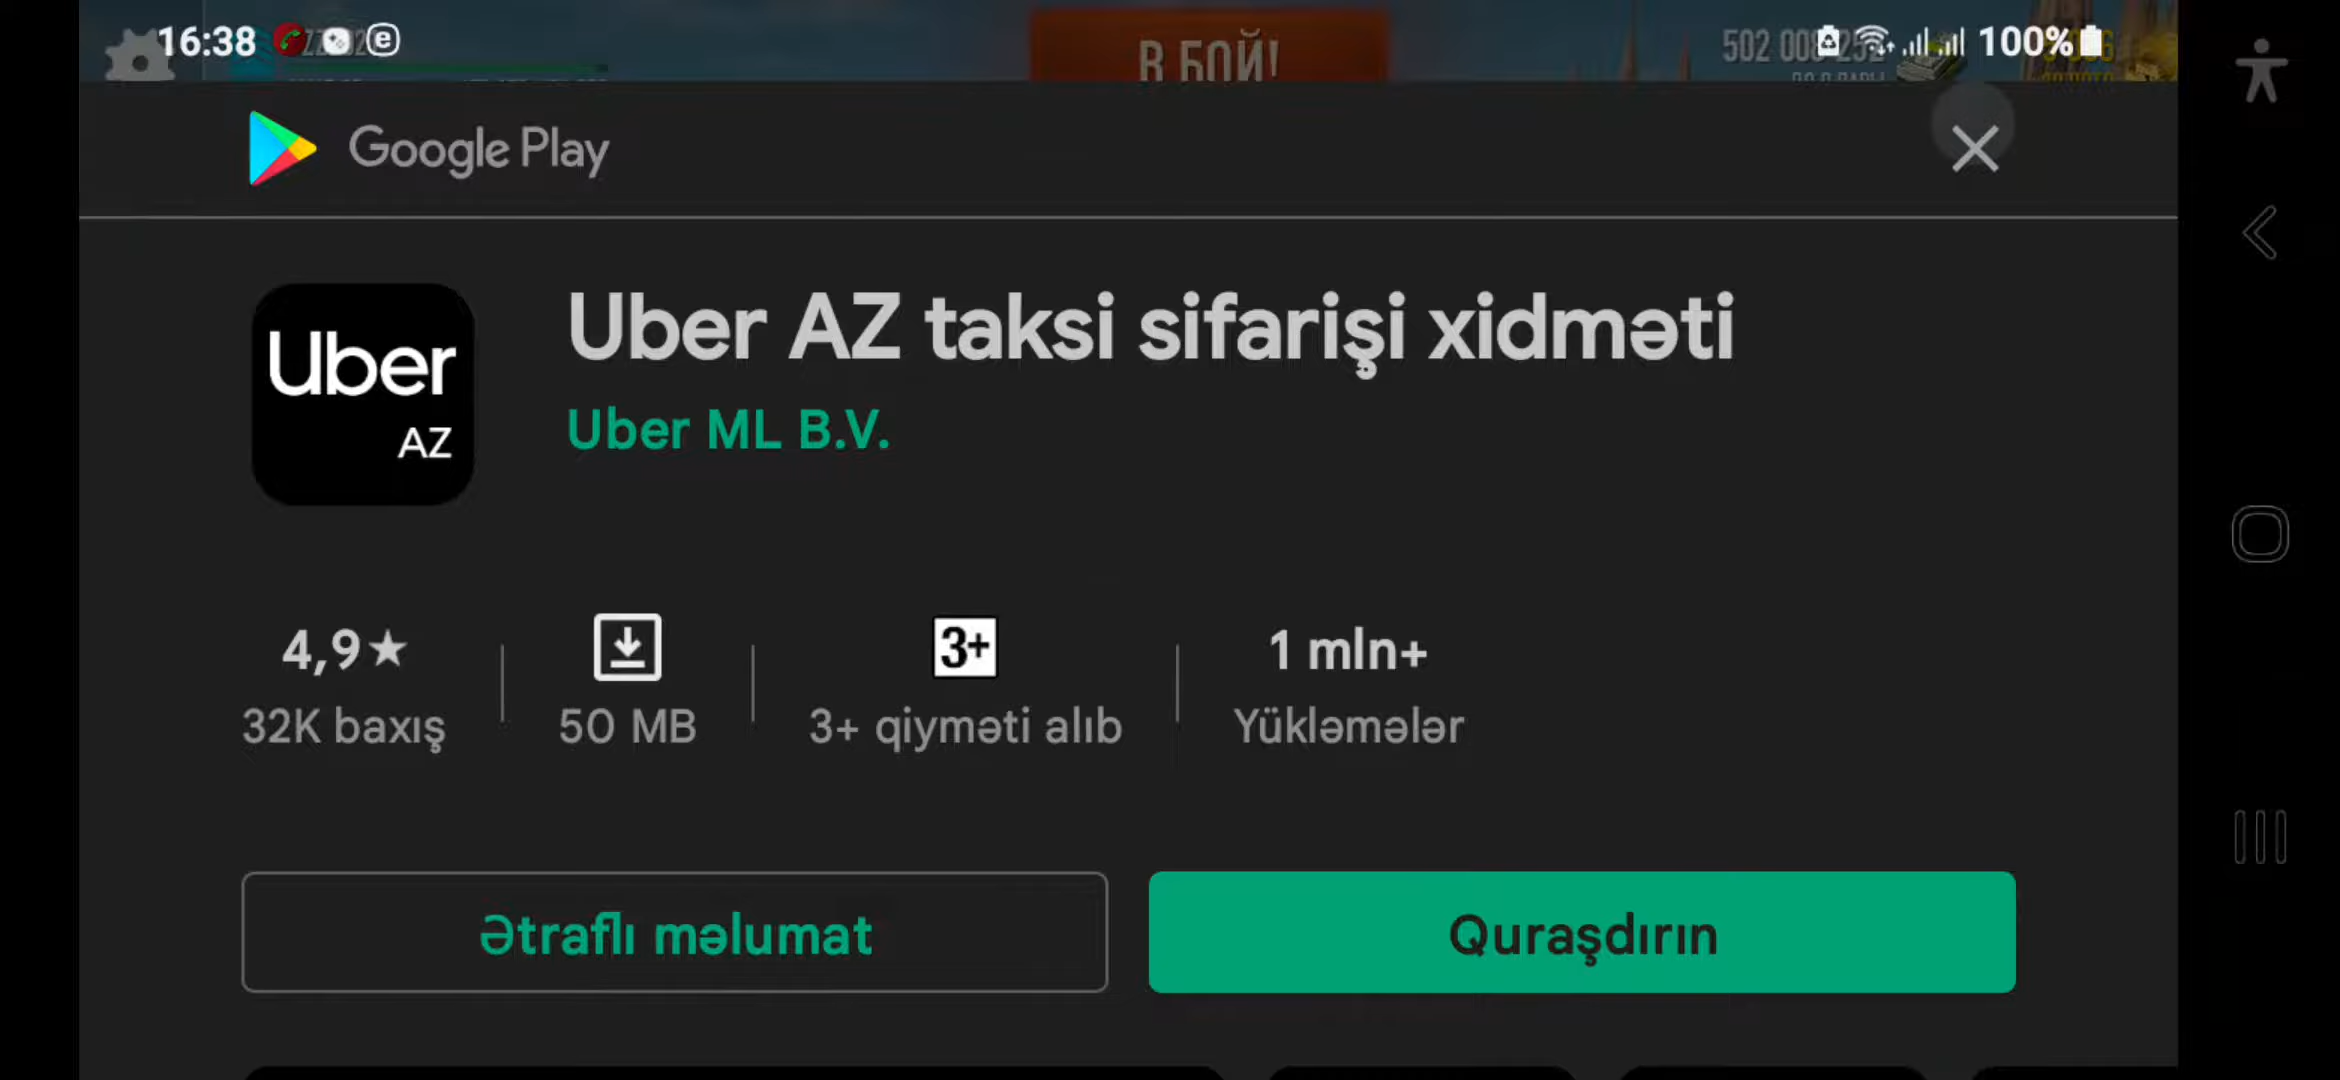 16:38
В БОЙ!
100%
Google Play
Uber AZ
Uber AZ taksi sifarişi xidməti
Uber ML B.V.
4,9★
32K baxış
50 MB
3+
3+ qiyməti alıb
1 mln+
Yükləmələr
Ətraflı məlumat
Quraşdırın